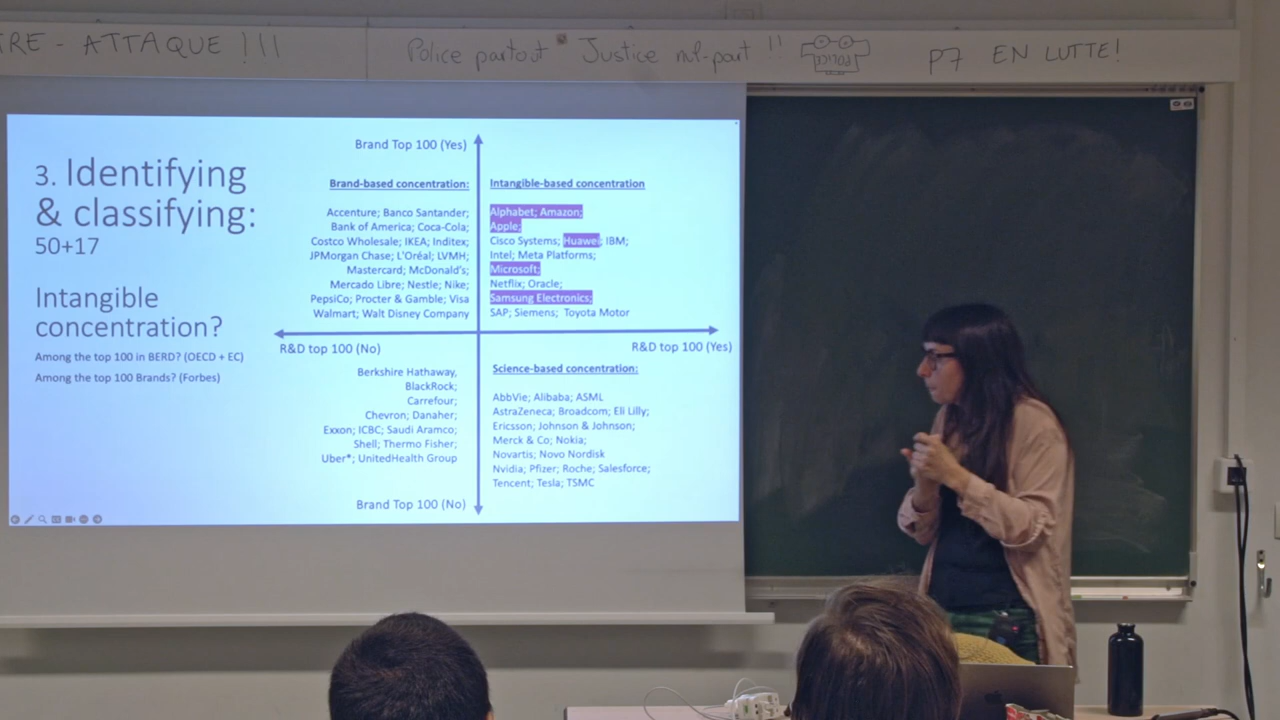 TRE - ATTAQUE !!!
Police partout Justice nul-part !!
POLICE
P7 EN LUTTE!
3. Identifying
& classifying:
50+17
Intangible
concentration?
Among the top 100 in BERD? (OECD + EC)
Among the top 100 Brands? (Forbes)
Brand Top 100 (Yes)
Brand-based concentration:
Accenture; Banco Santander;
Bank of America; Coca-Cola;
Costco Wholesale; IKEA; Inditex;
JPMorgan Chase; L'Oréal; LVMH;
Mastercard; McDonald's;
Mercado Libre; Nestle; Nike;
PepsiCo; Procter & Gamble; Visa
Walmart; Walt Disney Company
Intangible-based concentration
Alphabet; Amazon;
Apple;
Cisco Systems; Huawei; IBM;
Intel; Meta Platforms;
Microsoft;
Netflix; Oracle;
Samsung Electronics;
SAP; Siemens; Toyota Motor
R&D top 100 (No)
R&D top 100 (Yes)
Berkshire Hathaway,
BlackRock;
Carrefour;
Chevron; Danaher;
Exxon; ICBC; Saudi Aramco;
Shell; Thermo Fisher;
Uber*; UnitedHealth Group
Science-based concentration:
AbbVie; Alibaba; ASML
AstraZeneca; Broadcom; Eli Lilly;
Ericsson; Johnson & Johnson;
Merck & Co; Nokia;
Novartis; Novo Nordisk
Nvidia; Pfizer; Roche; Salesforce;
Tencent; Tesla; TSMC
Brand Top 100 (No)